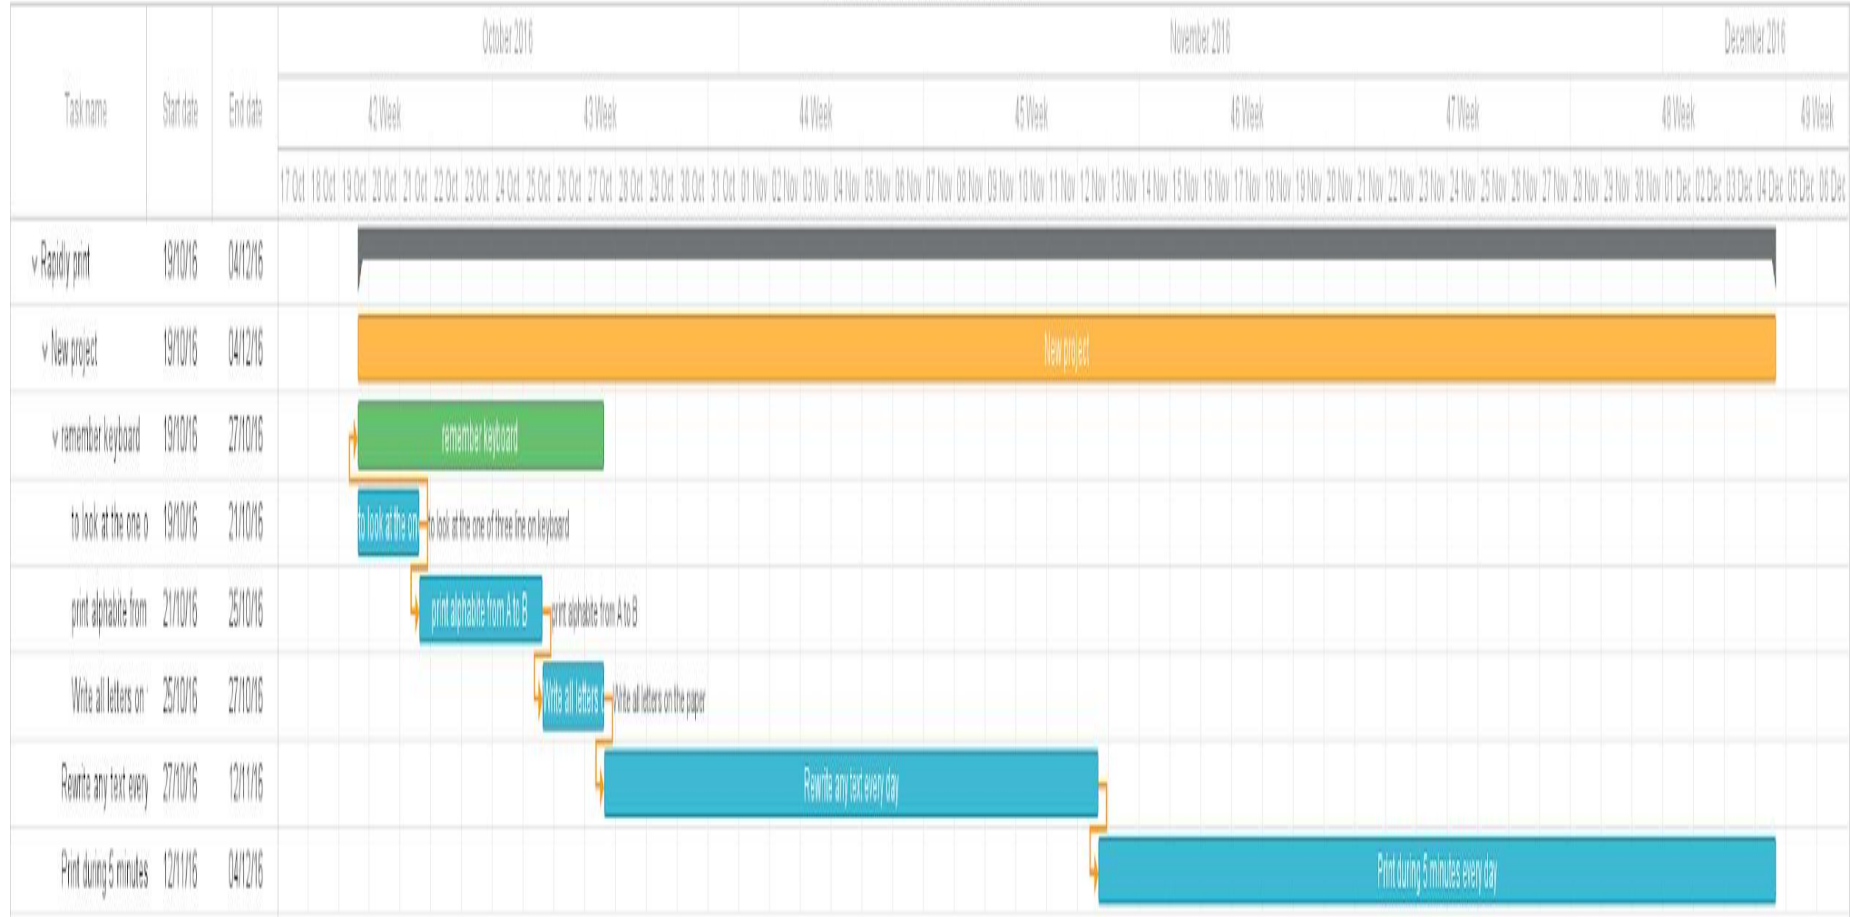 October 2016 November 2016 December 2016
Task name Start date End date 42 Week 43 Week 44 Week 45 Week 46 Week 47 Week 48 Week 49 Week
17 Oct 18 Oct 19 Oct 20 Oct 21 Oct 22 Oct 23 Oct 24 Oct 25 Oct 26 Oct 27 Oct 28 Oct 29 Oct 30 Oct 31 Oct 01 Nov 02 Nov 03 Nov 04 Nov 05 Nov 06 Nov 07 Nov 08 Nov 09 Nov 10 Nov 11 Nov 12 Nov 13 Nov 14 Nov 15 Nov 16 Nov 17 Nov 18 Nov 19 Nov 20 Nov 21 Nov 22 Nov 23 Nov 24 Nov 25 Nov 26 Nov 27 Nov 28 Nov 29 Nov 30 Nov 01 Dec 02 Dec 03 Dec 04 Dec 05 Dec 06 Dec
Rapidly print 19/10/16 04/12/16
New project 19/10/16 04/12/16 New project
remember keyboard 19/10/16 27/10/16 remember keyboard
to look at the one o 19/10/16 21/10/16 to look at the on to look at the one of three line on keyboard
print alphabite from 21/10/16 25/10/16 print alphabite from A to B print alphabite from A to B
Write all letters on 25/10/16 27/10/16 Write all letters Write all letters on the paper
Rewrite any text every 27/10/16 12/11/16 Rewrite any text every day
Print during 5 minutes 12/11/16 04/12/16 Print during 5 minutes every day